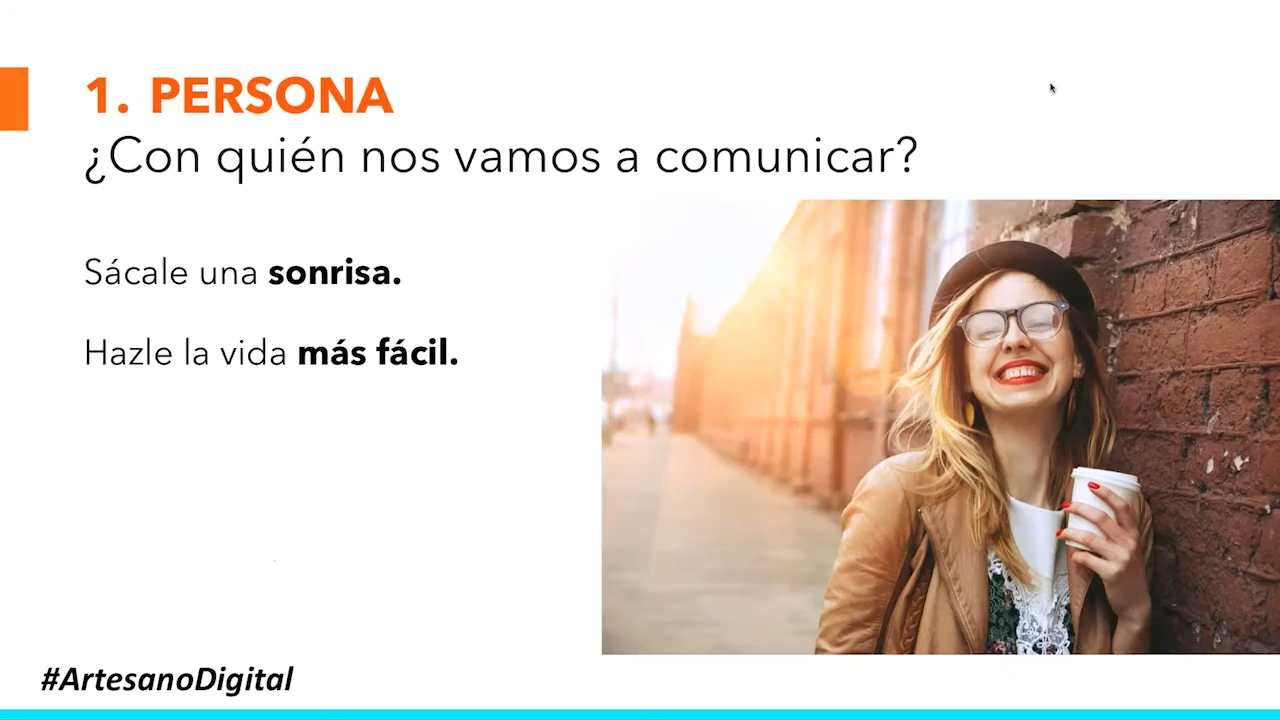 1. PERSONA
¿Con quién nos vamos a comunicar?
Sácale una sonrisa.
Hazle la vida más fácil.
#ArtesanoDigital